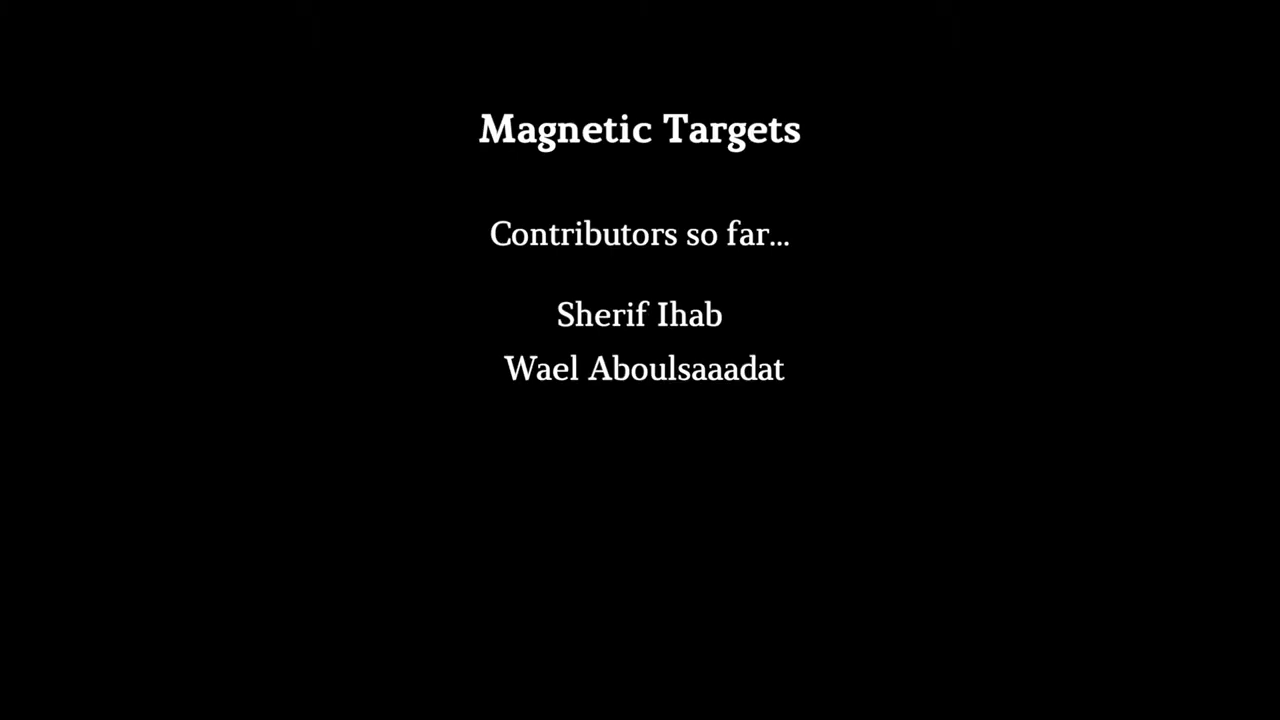 Magnetic Targets
Contributors so far...
Sherif Ihab
Wael Aboulsaaadat